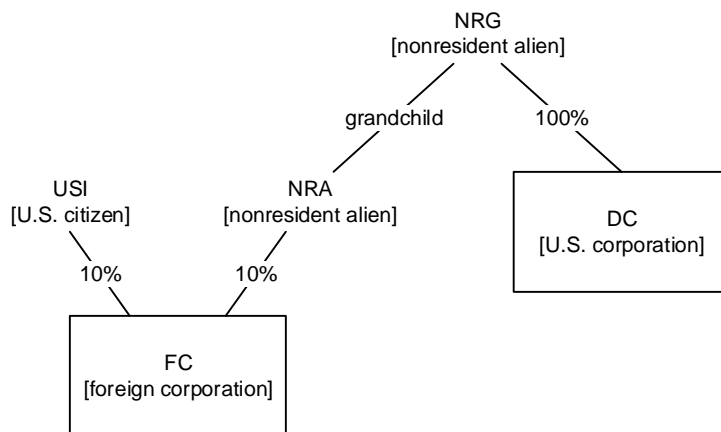 NRG
[nonresident alien]
grandchild
100%
USI
[U.S. citizen]
NRA
[nonresident alien]
DC
[U.S. corporation]
10%
10%
FC
[foreign corporation]